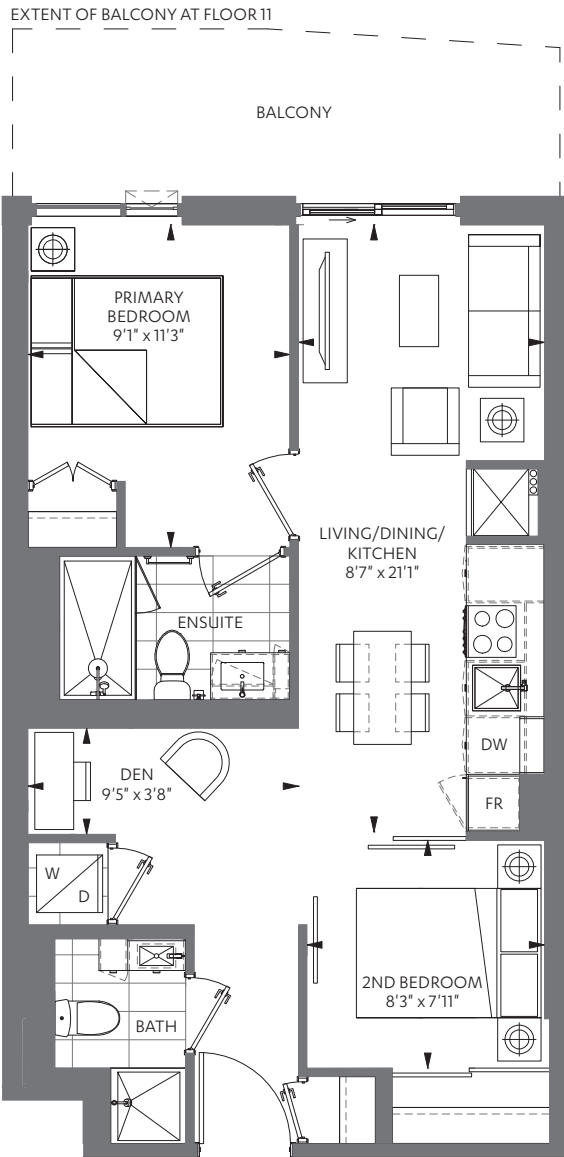 EXTENT OF BALCONY AT FLOOR 11
BALCONY
PRIMARY
BEDROOM
9'1" x 11'3"
LIVING/DINING/
KITCHEN
8'7" x 21'1"
ENSUITE
DW
DEN
9'5" x 3'8"
FR
W
D
2ND BEDROOM
8'3" x 7'11"
BATH